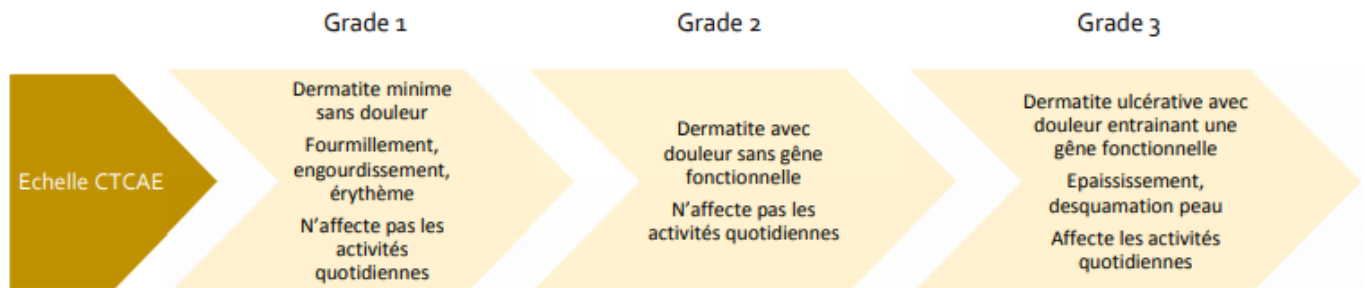 Grade 1
Grade 2
Grade 3
Echelle CTCAE
Dermatite minime
sans douleur
Fourmillement,
engourdissement,
érythème
N'affecte pas les
activités
quotidiennes
Dermatite avec
douleur sans gêne
fonctionnelle
N'affecte pas les
activités quotidiennes
Dermatite ulcérative avec
douleur entrainant une
gêne fonctionnelle
Epaississement,
desquamation peau
Affecte les activités
quotidiennes